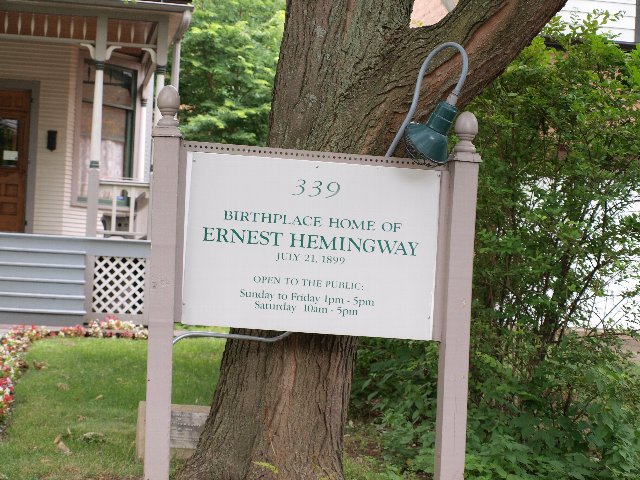 339
BIRTHPLACE HOME OF
ERNEST HEMINGWAY
JULY 21, 1899
OPEN TO THE PUBLIC:
Sunday to Friday 1pm - 5pm
Saturday 10am - 5pm